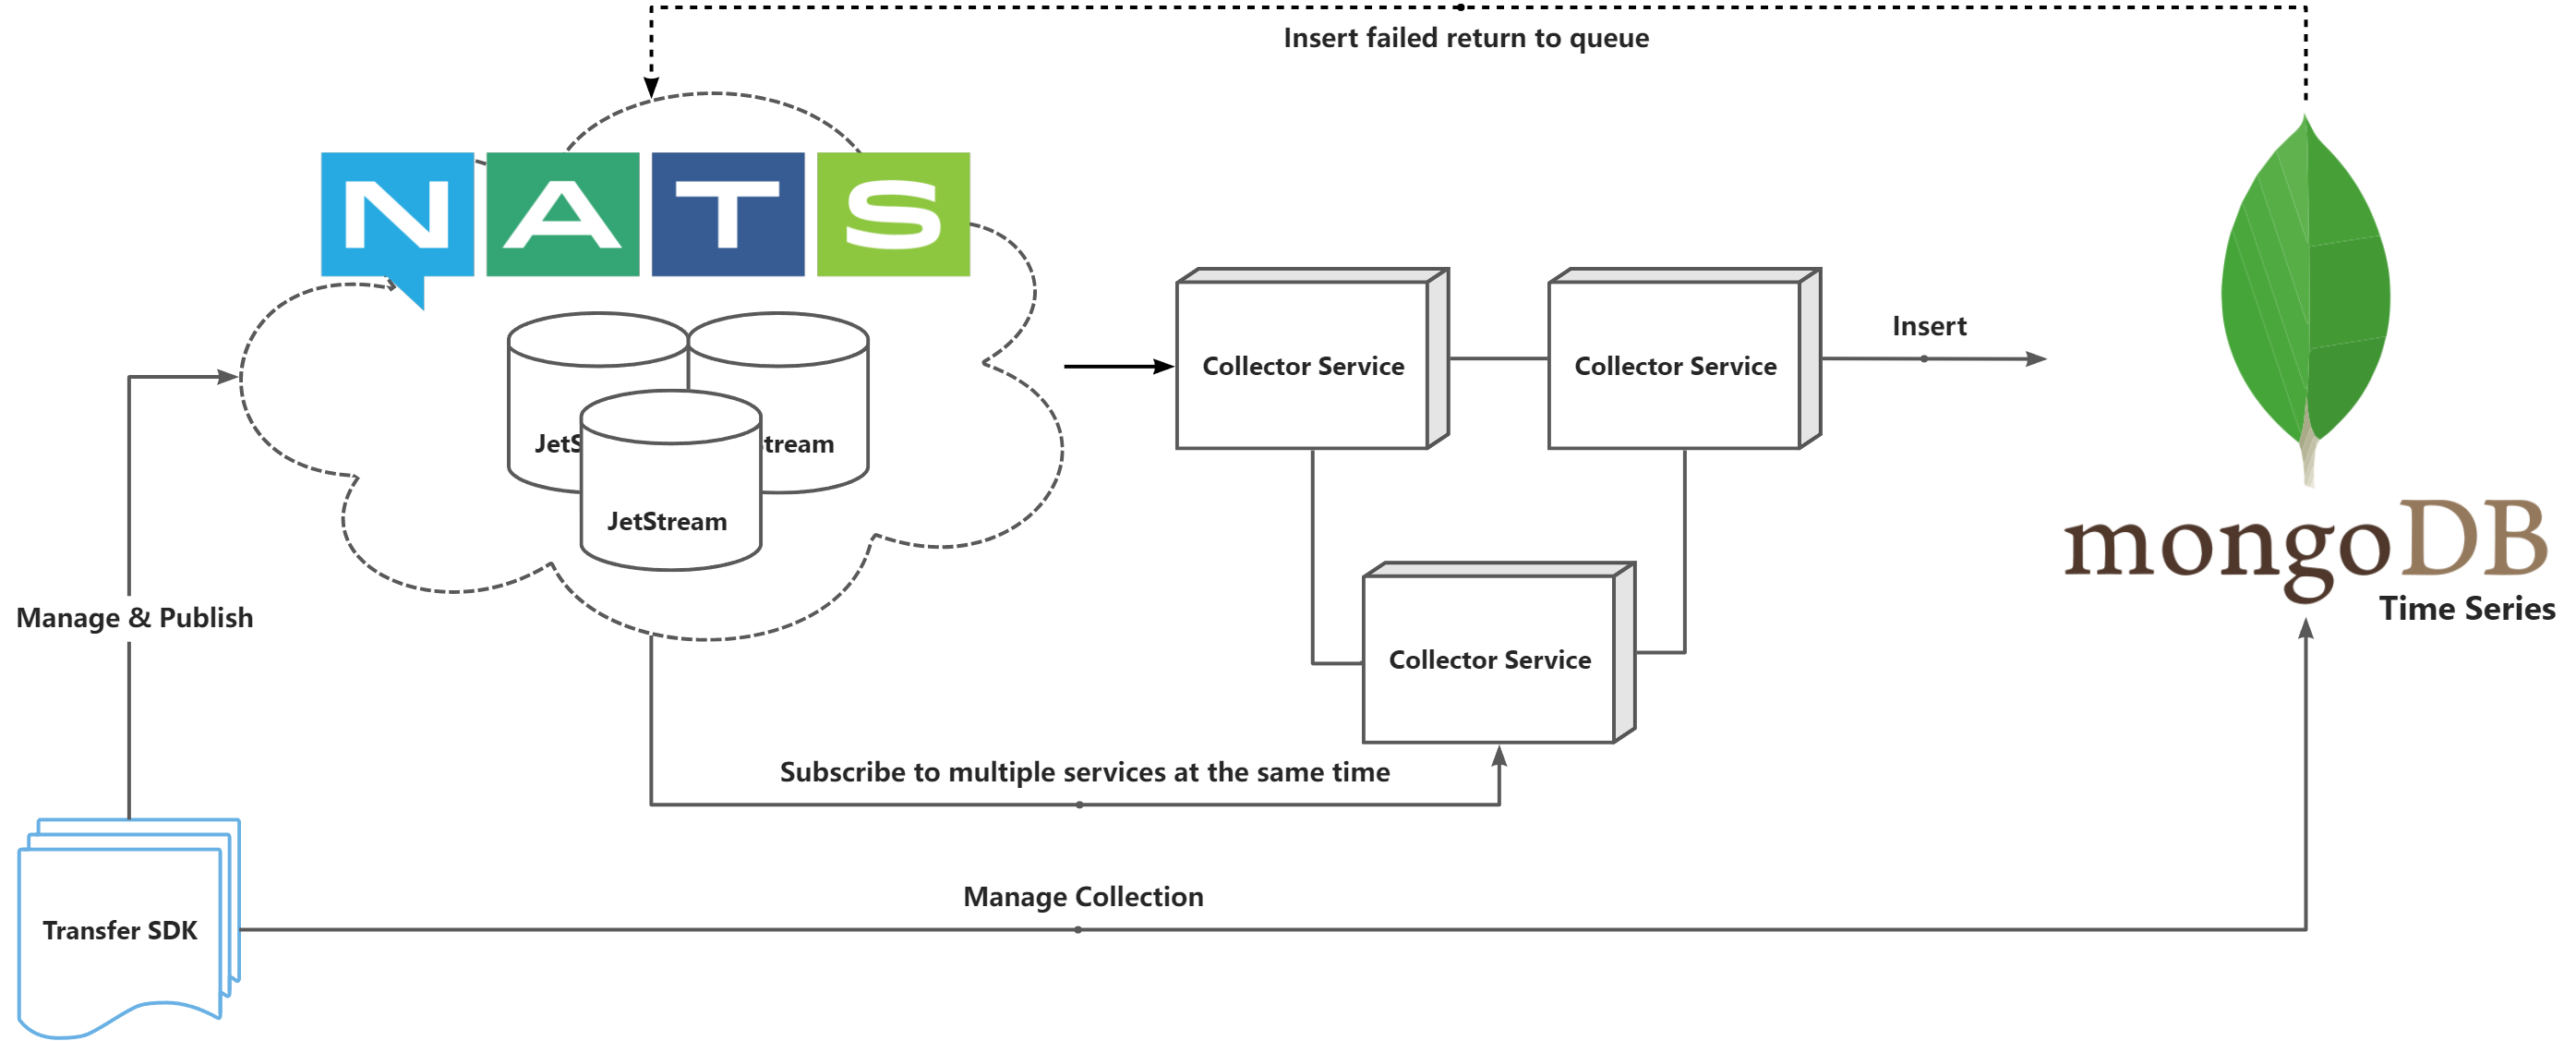 Insert failed return to queue
NATS
JetS
tream
JetStream
Collector Service
Collector Service
Insert
mongoDB
Time Series
Manage & Publish
Collector Service
Subscribe to multiple services at the same time
Manage Collection
Transfer SDK